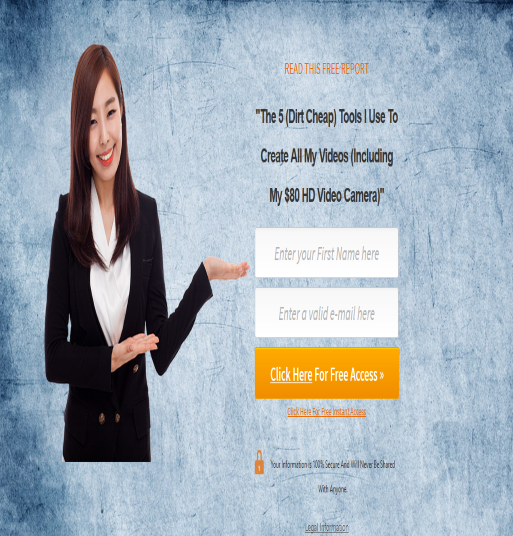 READ THIS FREE REPORT
"The 5 (Dirt Cheap) Tools I Use To
Create All My Videos (Including
My $80 HD Video Camera)"
Enter your First Name here
Enter a valid e-mail here
Click Here For Free Access »
Click Here For Free Instant Access
Your Information is 100% Secure And Will Never Be Shared
With Anyone.
Legal Information